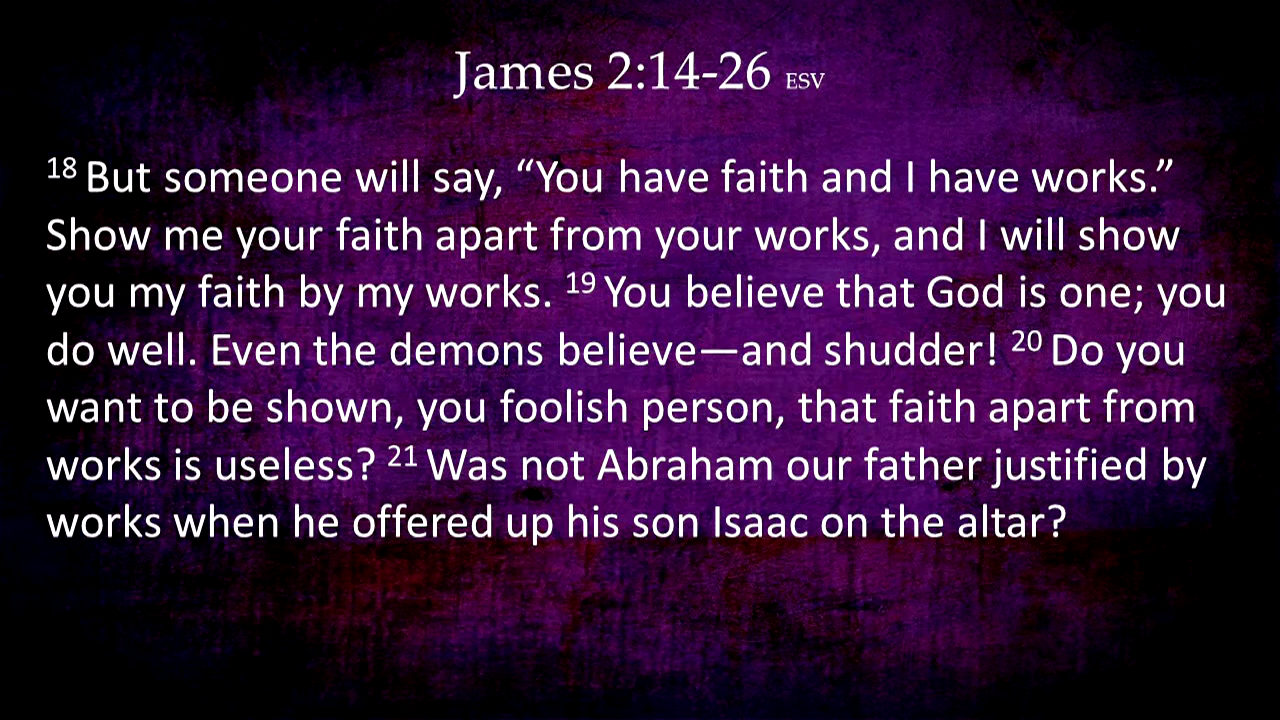 James 2:14-26 ESV
18 But someone will say, “You have faith and I have works.”
Show me your faith apart from your works, and I will show
you my faith by my works. 19 You believe that God is one; you
do well. Even the demons believe—and shudder! 20 Do you
want to be shown, you foolish person, that faith apart from
works is useless? 21 Was not Abraham our father justified by
works when he offered up his son Isaac on the altar?